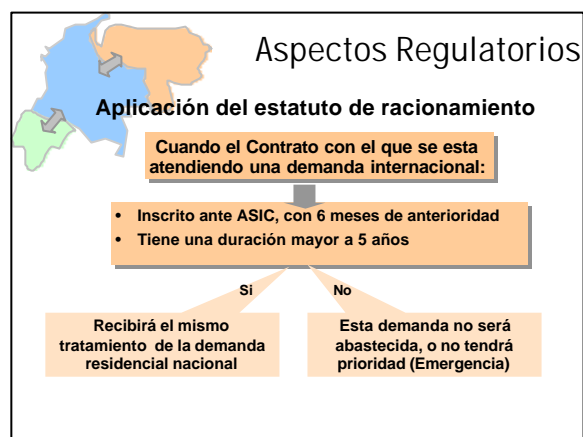 Aspectos Regulatorios
Aplicación del estatuto de racionamiento
Cuando el Contrato con el que se esta
atendiendo una demanda internacional:
• Inscrito ante ASIC, con 6 meses de anterioridad
• Tiene una duración mayor a 5 años
Si
No
Recibirá el mismo
tratamiento de la demanda
residencial nacional
Esta demanda no será
abastecida, o no tendrá
prioridad (Emergencia)